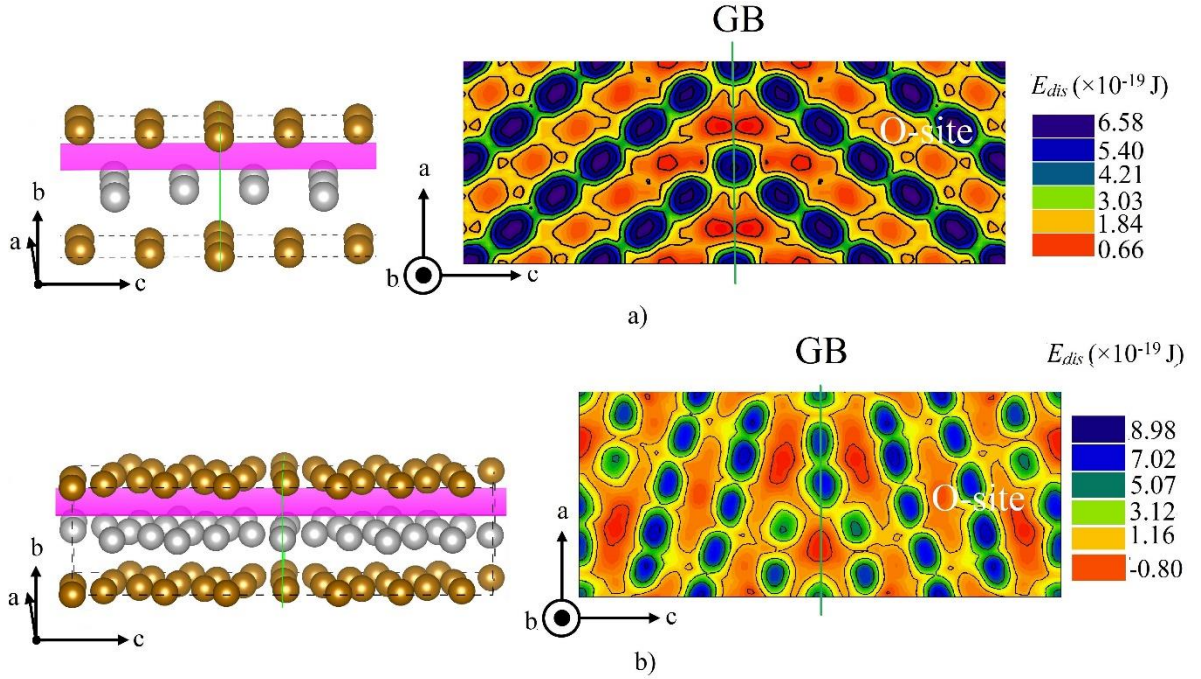 GB
E_dis (×10⁻¹⁹ J)
6.58
5.40
4.21
3.03
1.84
0.66
O-site
b
a
c
a
b
c
a)
GB
E_dis (×10⁻¹⁹ J)
8.98
7.02
5.07
3.12
1.16
-0.80
O-site
b
a
c
a
b
c
b)